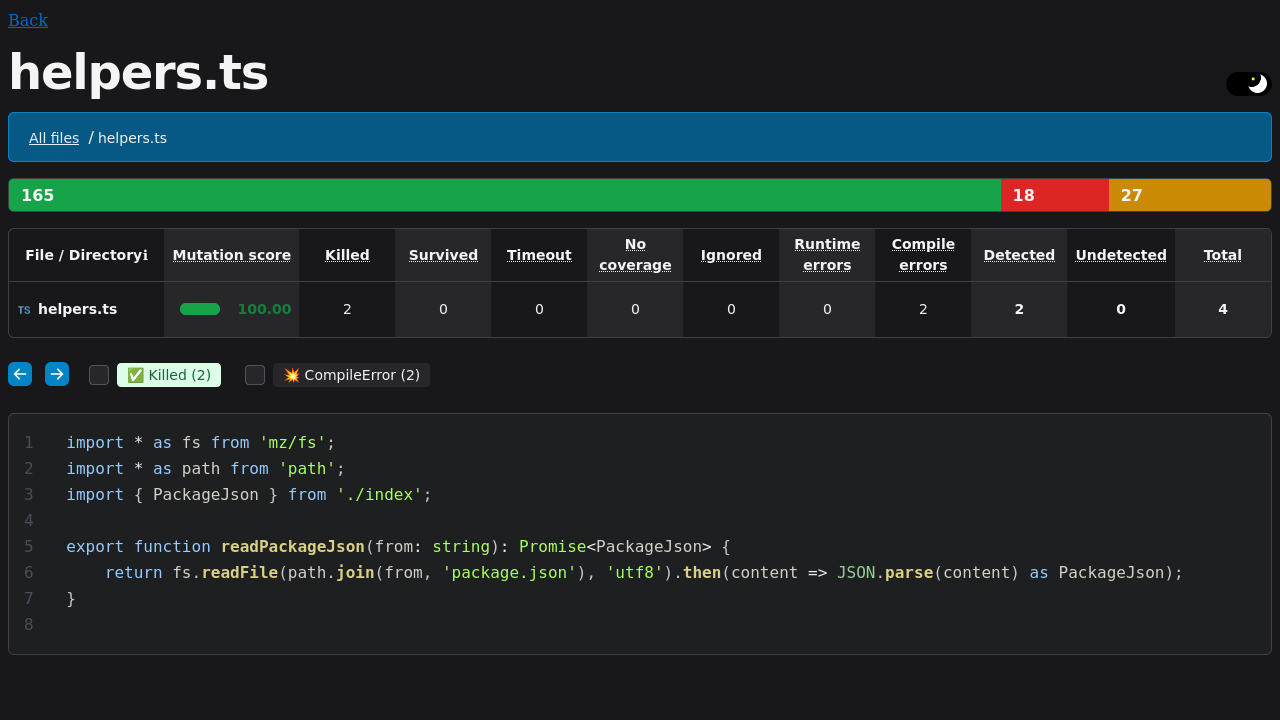 Back
helpers.ts
All files / helpers.ts
165 18 27
File / Directory ℹ Mutation score Killed Survived Timeout No coverage Ignored Runtime errors Compile errors Detected Undetected Total
TS helpers.ts 100.00 2 0 0 0 0 0 2 2 0 4
✅ Killed (2) 💥 CompileError (2)
1 import * as fs from 'mz/fs';
2 import * as path from 'path';
3 import { PackageJson } from './index';
4
5 export function readPackageJson(from: string): Promise<PackageJson> {
6     return fs.readFile(path.join(from, 'package.json'), 'utf8').then(content => JSON.parse(content) as PackageJson);
7 }
8